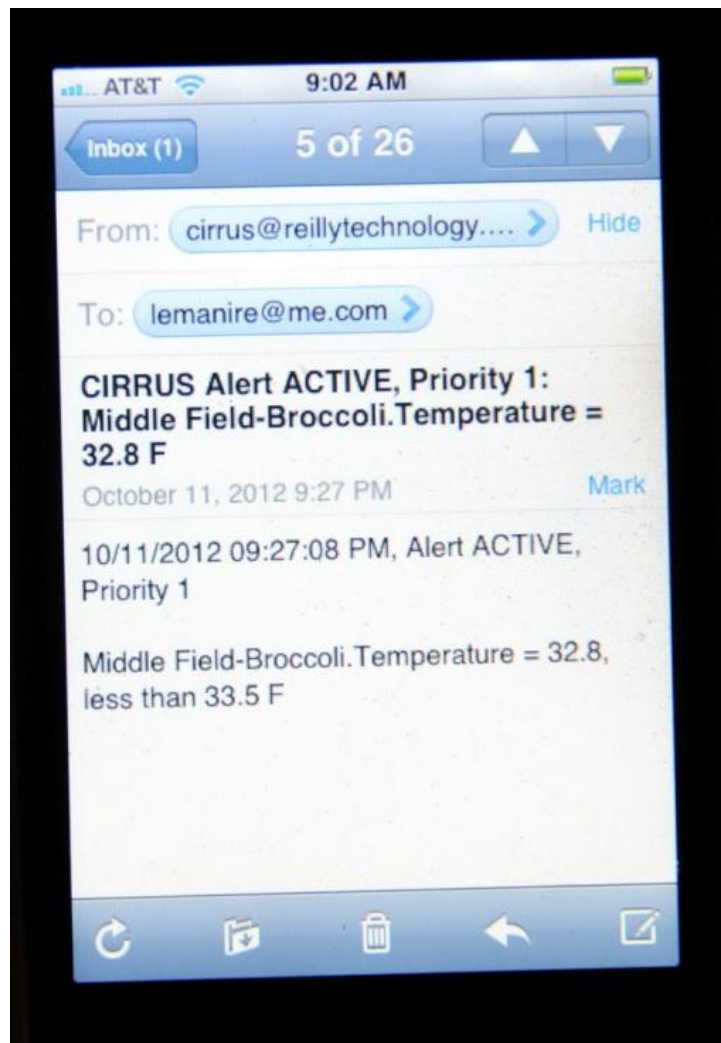 AT&T 9:02 AM
Inbox (1) 5 of 26
From: cirrus@reillytechnology.... Hide
To: lemanire@me.com
CIRRUS Alert ACTIVE, Priority 1:
Middle Field-Broccoli.Temperature =
32.8 F
October 11, 2012 9:27 PM Mark
10/11/2012 09:27:08 PM, Alert ACTIVE,
Priority 1
Middle Field-Broccoli.Temperature = 32.8,
less than 33.5 F